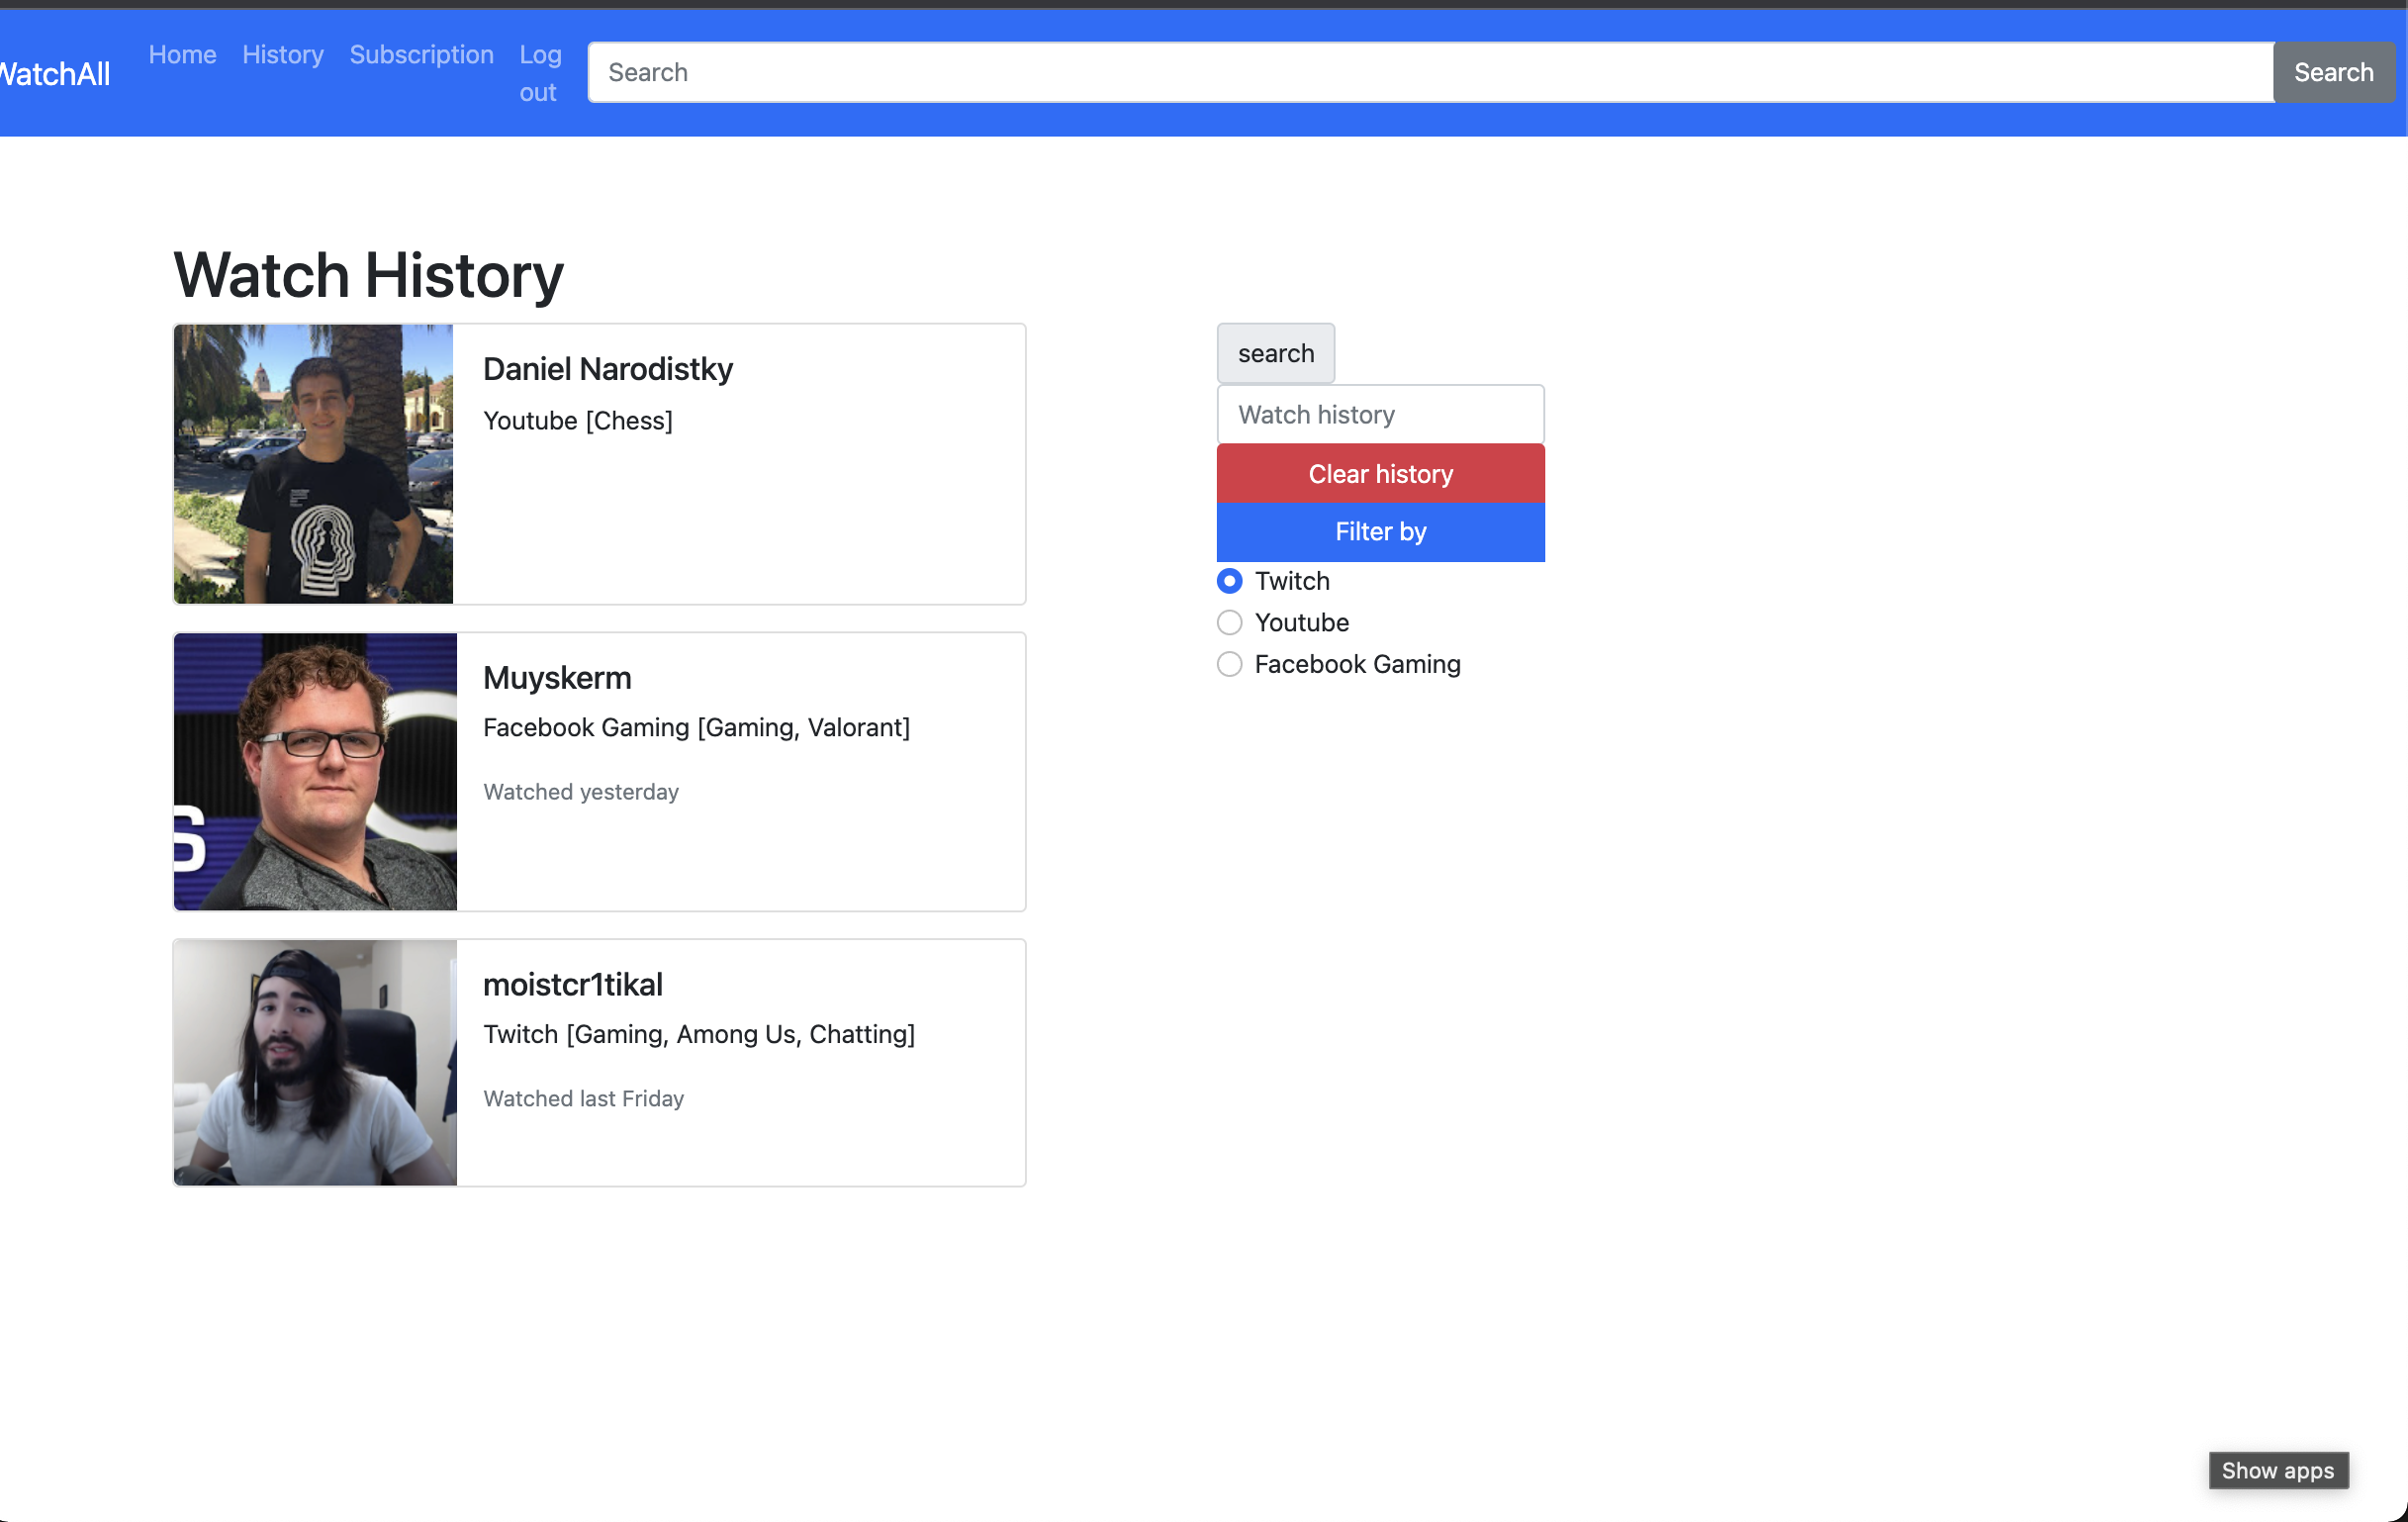 WatchAll
Home
History
Subscription
Log
out
Search
Search
Watch History
Daniel Narodistky
Youtube [Chess]
Muyskerm
Facebook Gaming [Gaming, Valorant]
Watched yesterday
S
moistcr1tikal
Twitch [Gaming, Among Us, Chatting]
Watched last Friday
search
Watch history
Clear history
Filter by
Twitch
Youtube
Facebook Gaming
Show apps